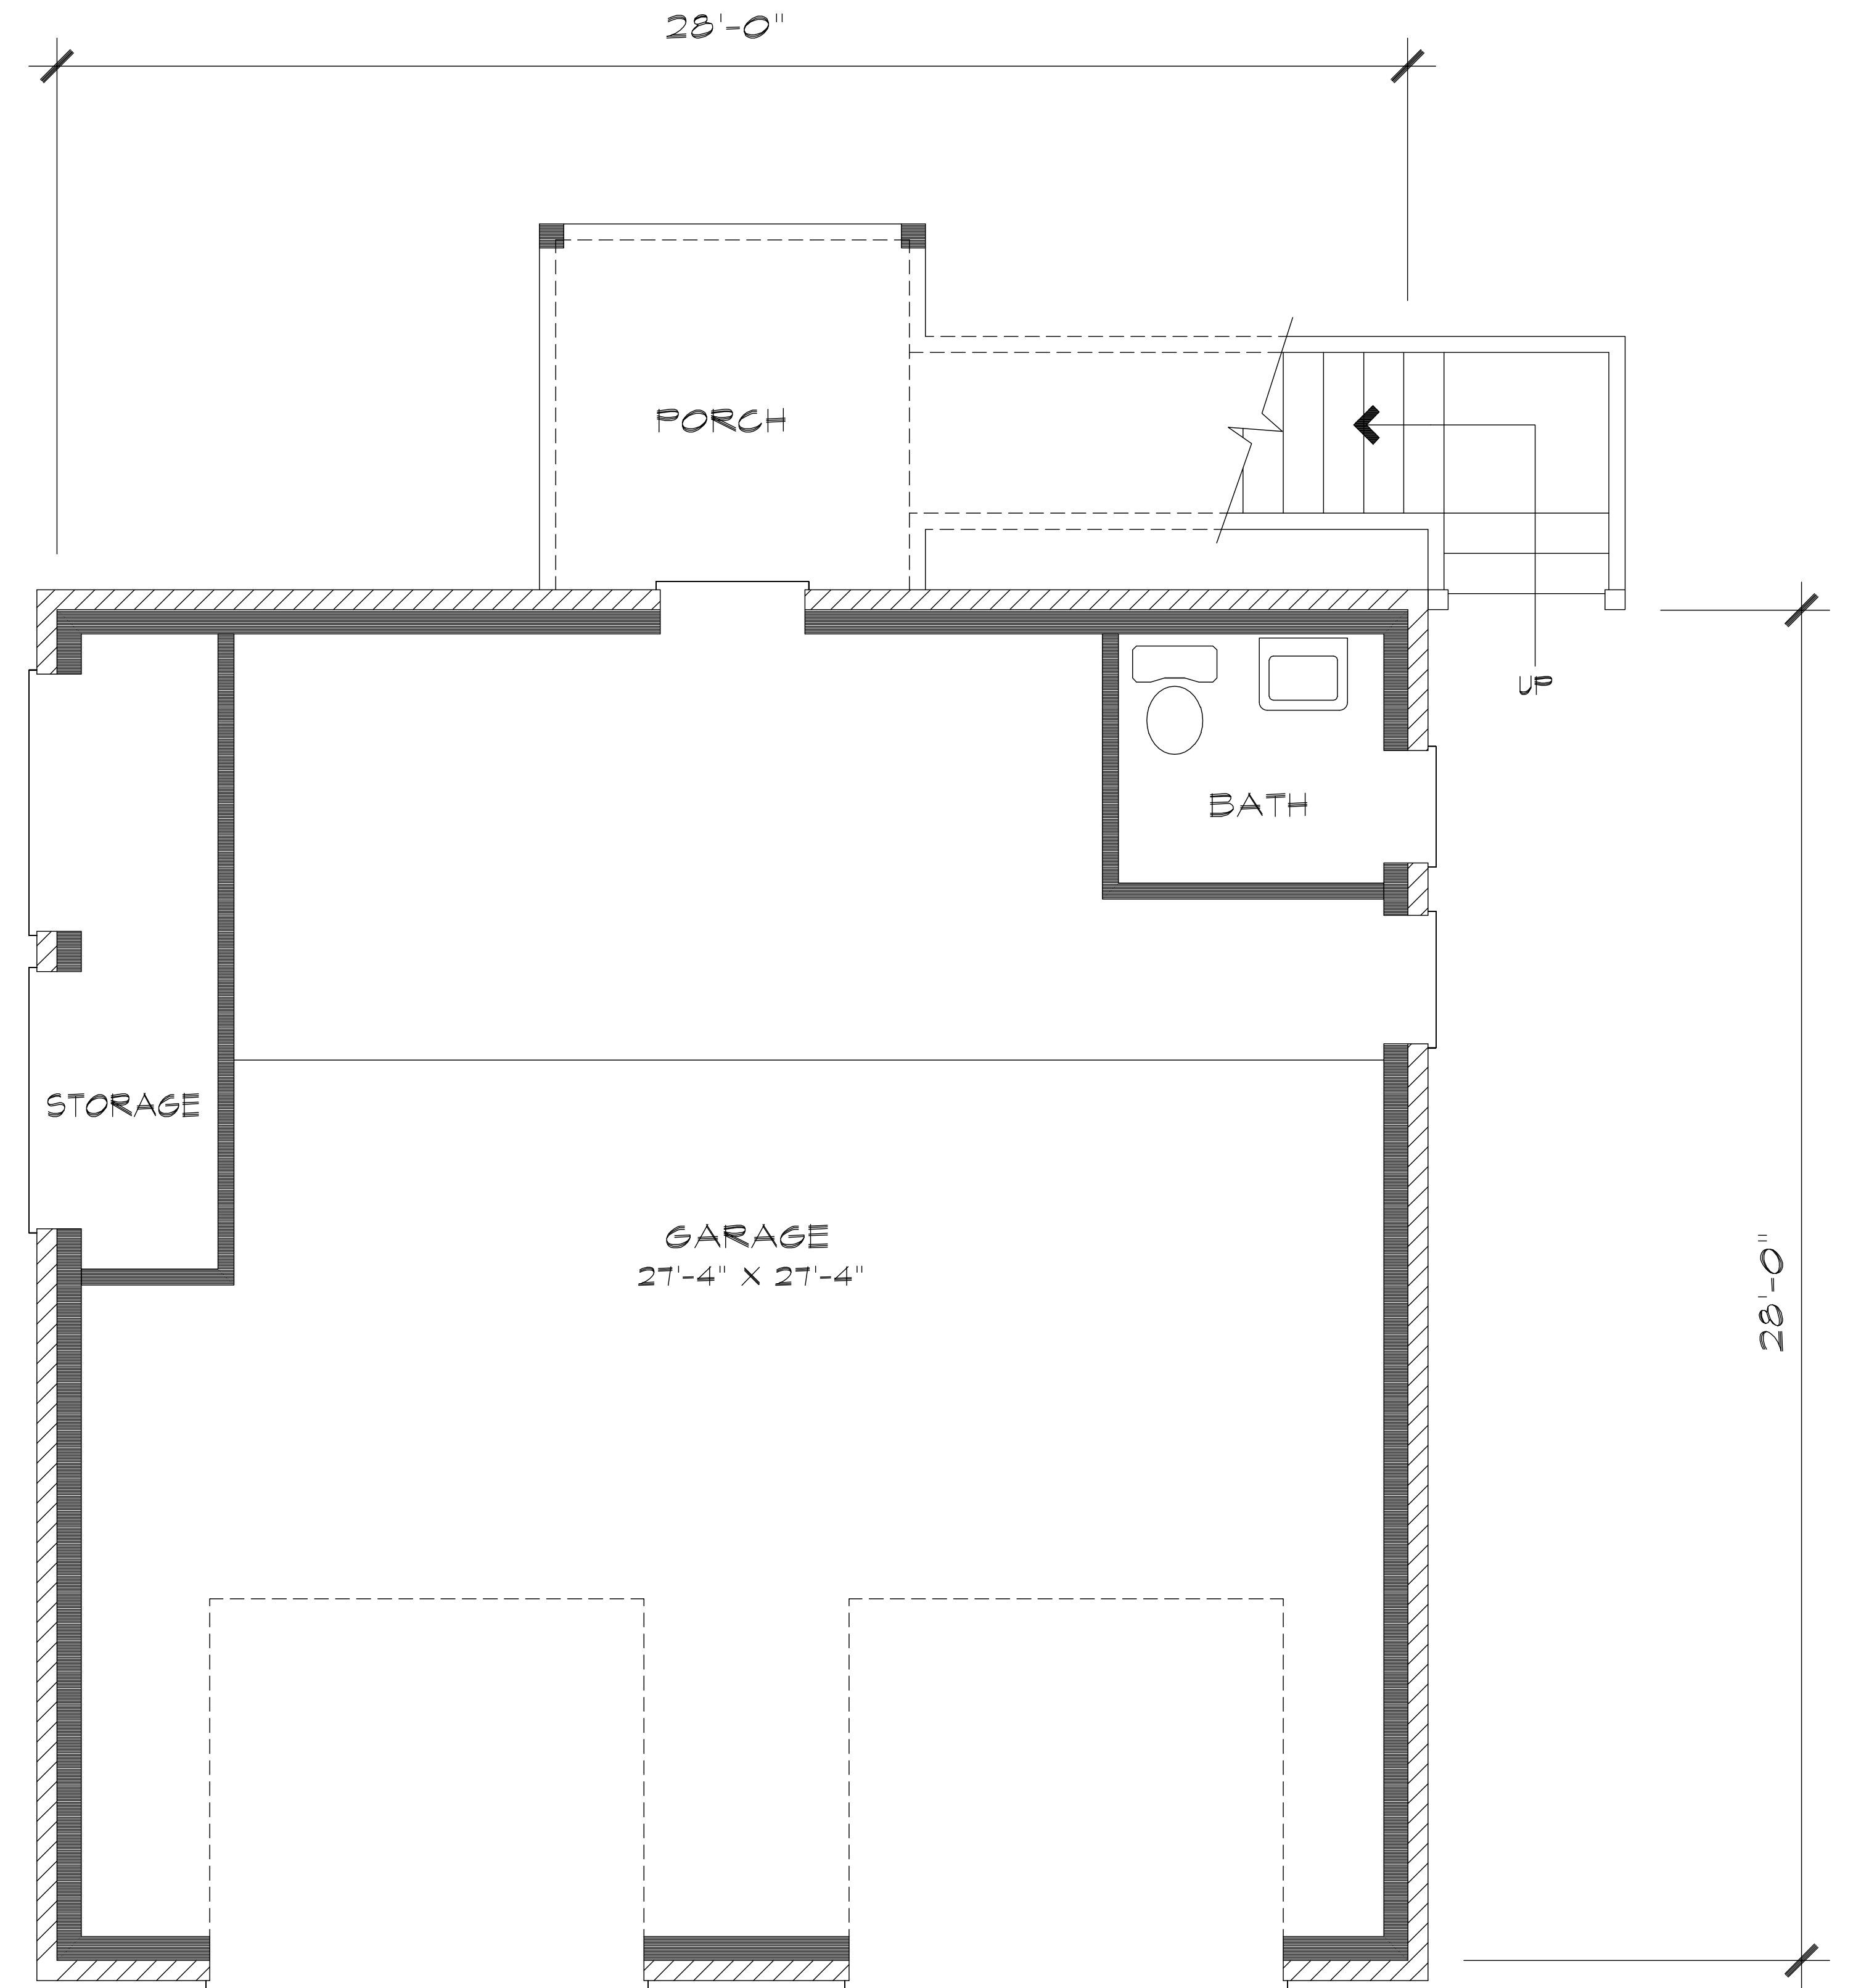 28'-0"
PORCH
UP
BATH
STORAGE
GARAGE
27'-4" X 27'-4"
28'-0"